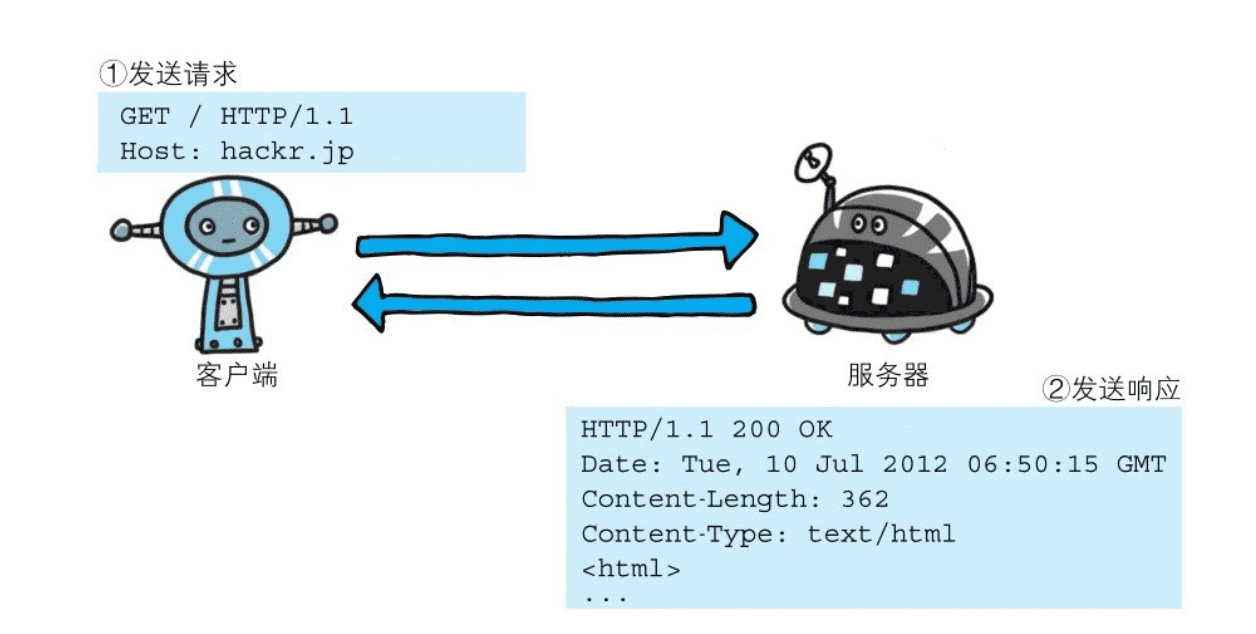 ①发送请求
GET / HTTP/1.1
Host: hackr.jp
客户端
服务器
②发送响应
HTTP/1.1 200 OK
Date: Tue, 10 Jul 2012 06:50:15 GMT
Content-Length: 362
Content-Type: text/html
<html>
...